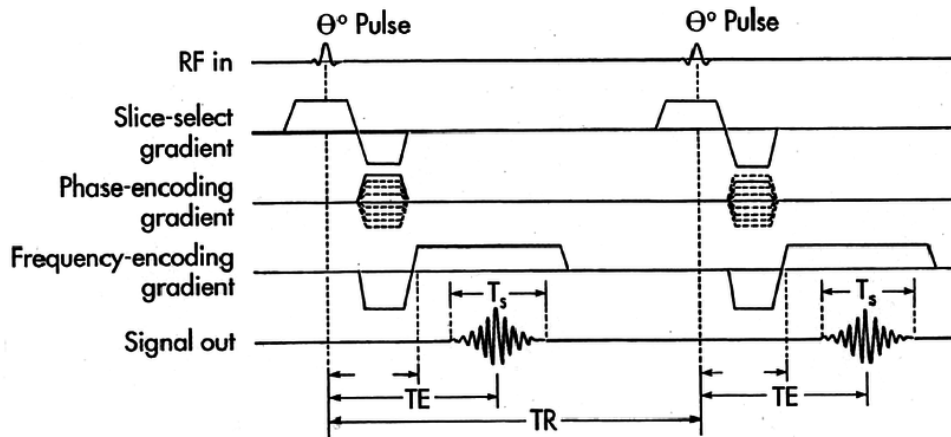 Θ° Pulse Θ° Pulse
RF in
Slice-select
gradient
Phase-encoding
gradient
Frequency-encoding
gradient
Ts Ts
Signal out
TE TE
TR